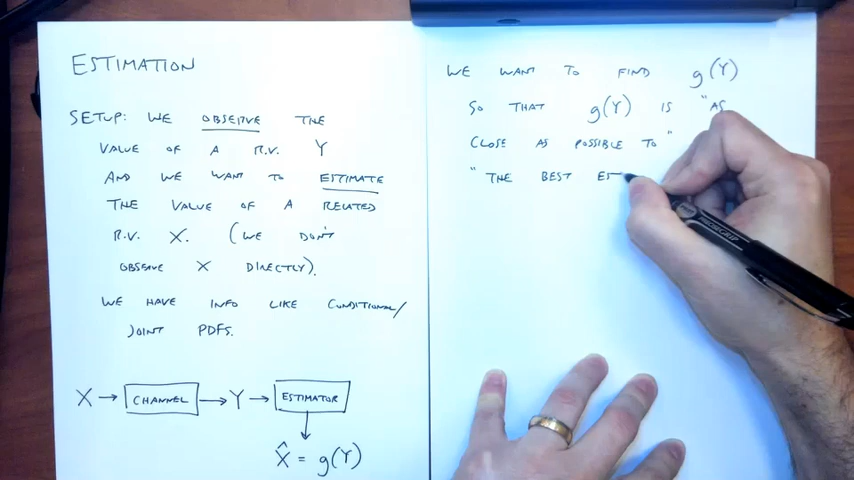 ESTIMATION
SETUP: WE OBSERVE THE
VALUE OF A R.V. Y
AND WE WANT TO ESTIMATE
THE VALUE OF A RELATED
R.V. X. (WE DON'T
OBSERVE X DIRECTLY).
WE HAVE INFO LIKE CONDITIONAL/
JOINT PDFS.
X → CHANNEL → Y → ESTIMATOR
X̂ = g(Y)
WE WANT TO FIND g(Y)
SO THAT g(Y) IS "AS
CLOSE AS POSSIBLE TO"
"THE BEST EST